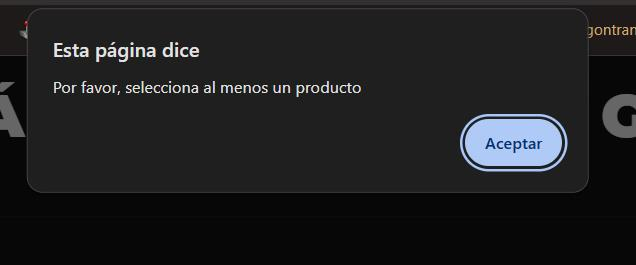 Esta página dice
Por favor, selecciona al menos un producto
Aceptar